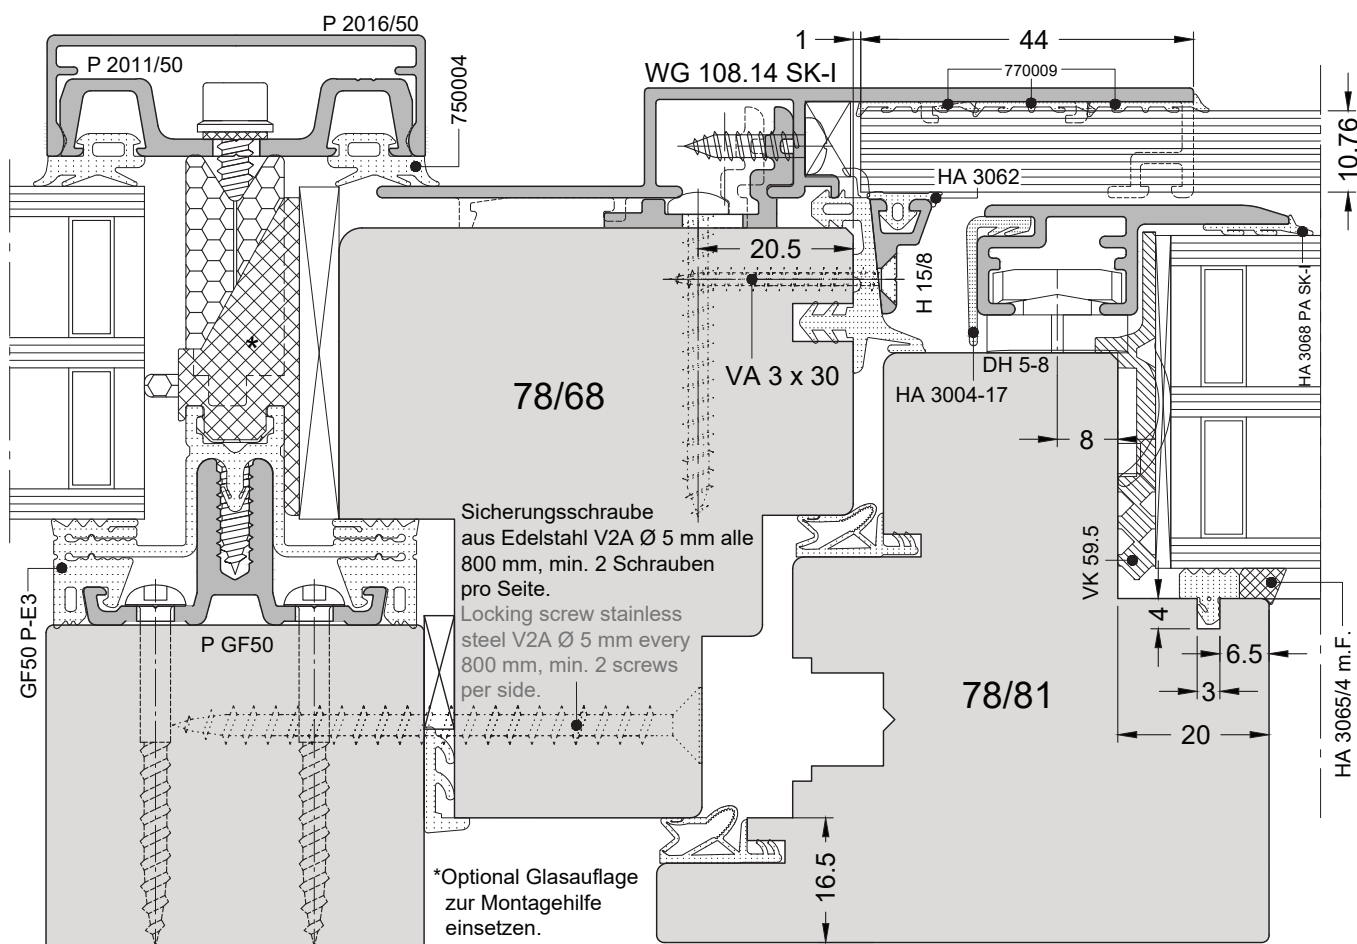 P 2016/50
P 2011/50
750004
WG 108.14 SK-I
1
44
770009
10.76
HA 3062
20.5
H 15/8
HA 3068 PA SK-I
VA 3 x 30
DH 5-8
HA 3004-17
78/68
8
*
Sicherungsschraube
aus Edelstahl V2A Ø 5 mm alle
800 mm, min. 2 Schrauben
pro Seite.
Locking screw stainless
steel V2A Ø 5 mm every
800 mm, min. 2 screws
per side.
VK 59.5
GF50 P-E3
P GF50
4
6.5
3
20
78/81
HA 3065/4 m.F.
16.5
*Optional Glasauflage
zur Montagehilfe
einsetzen.